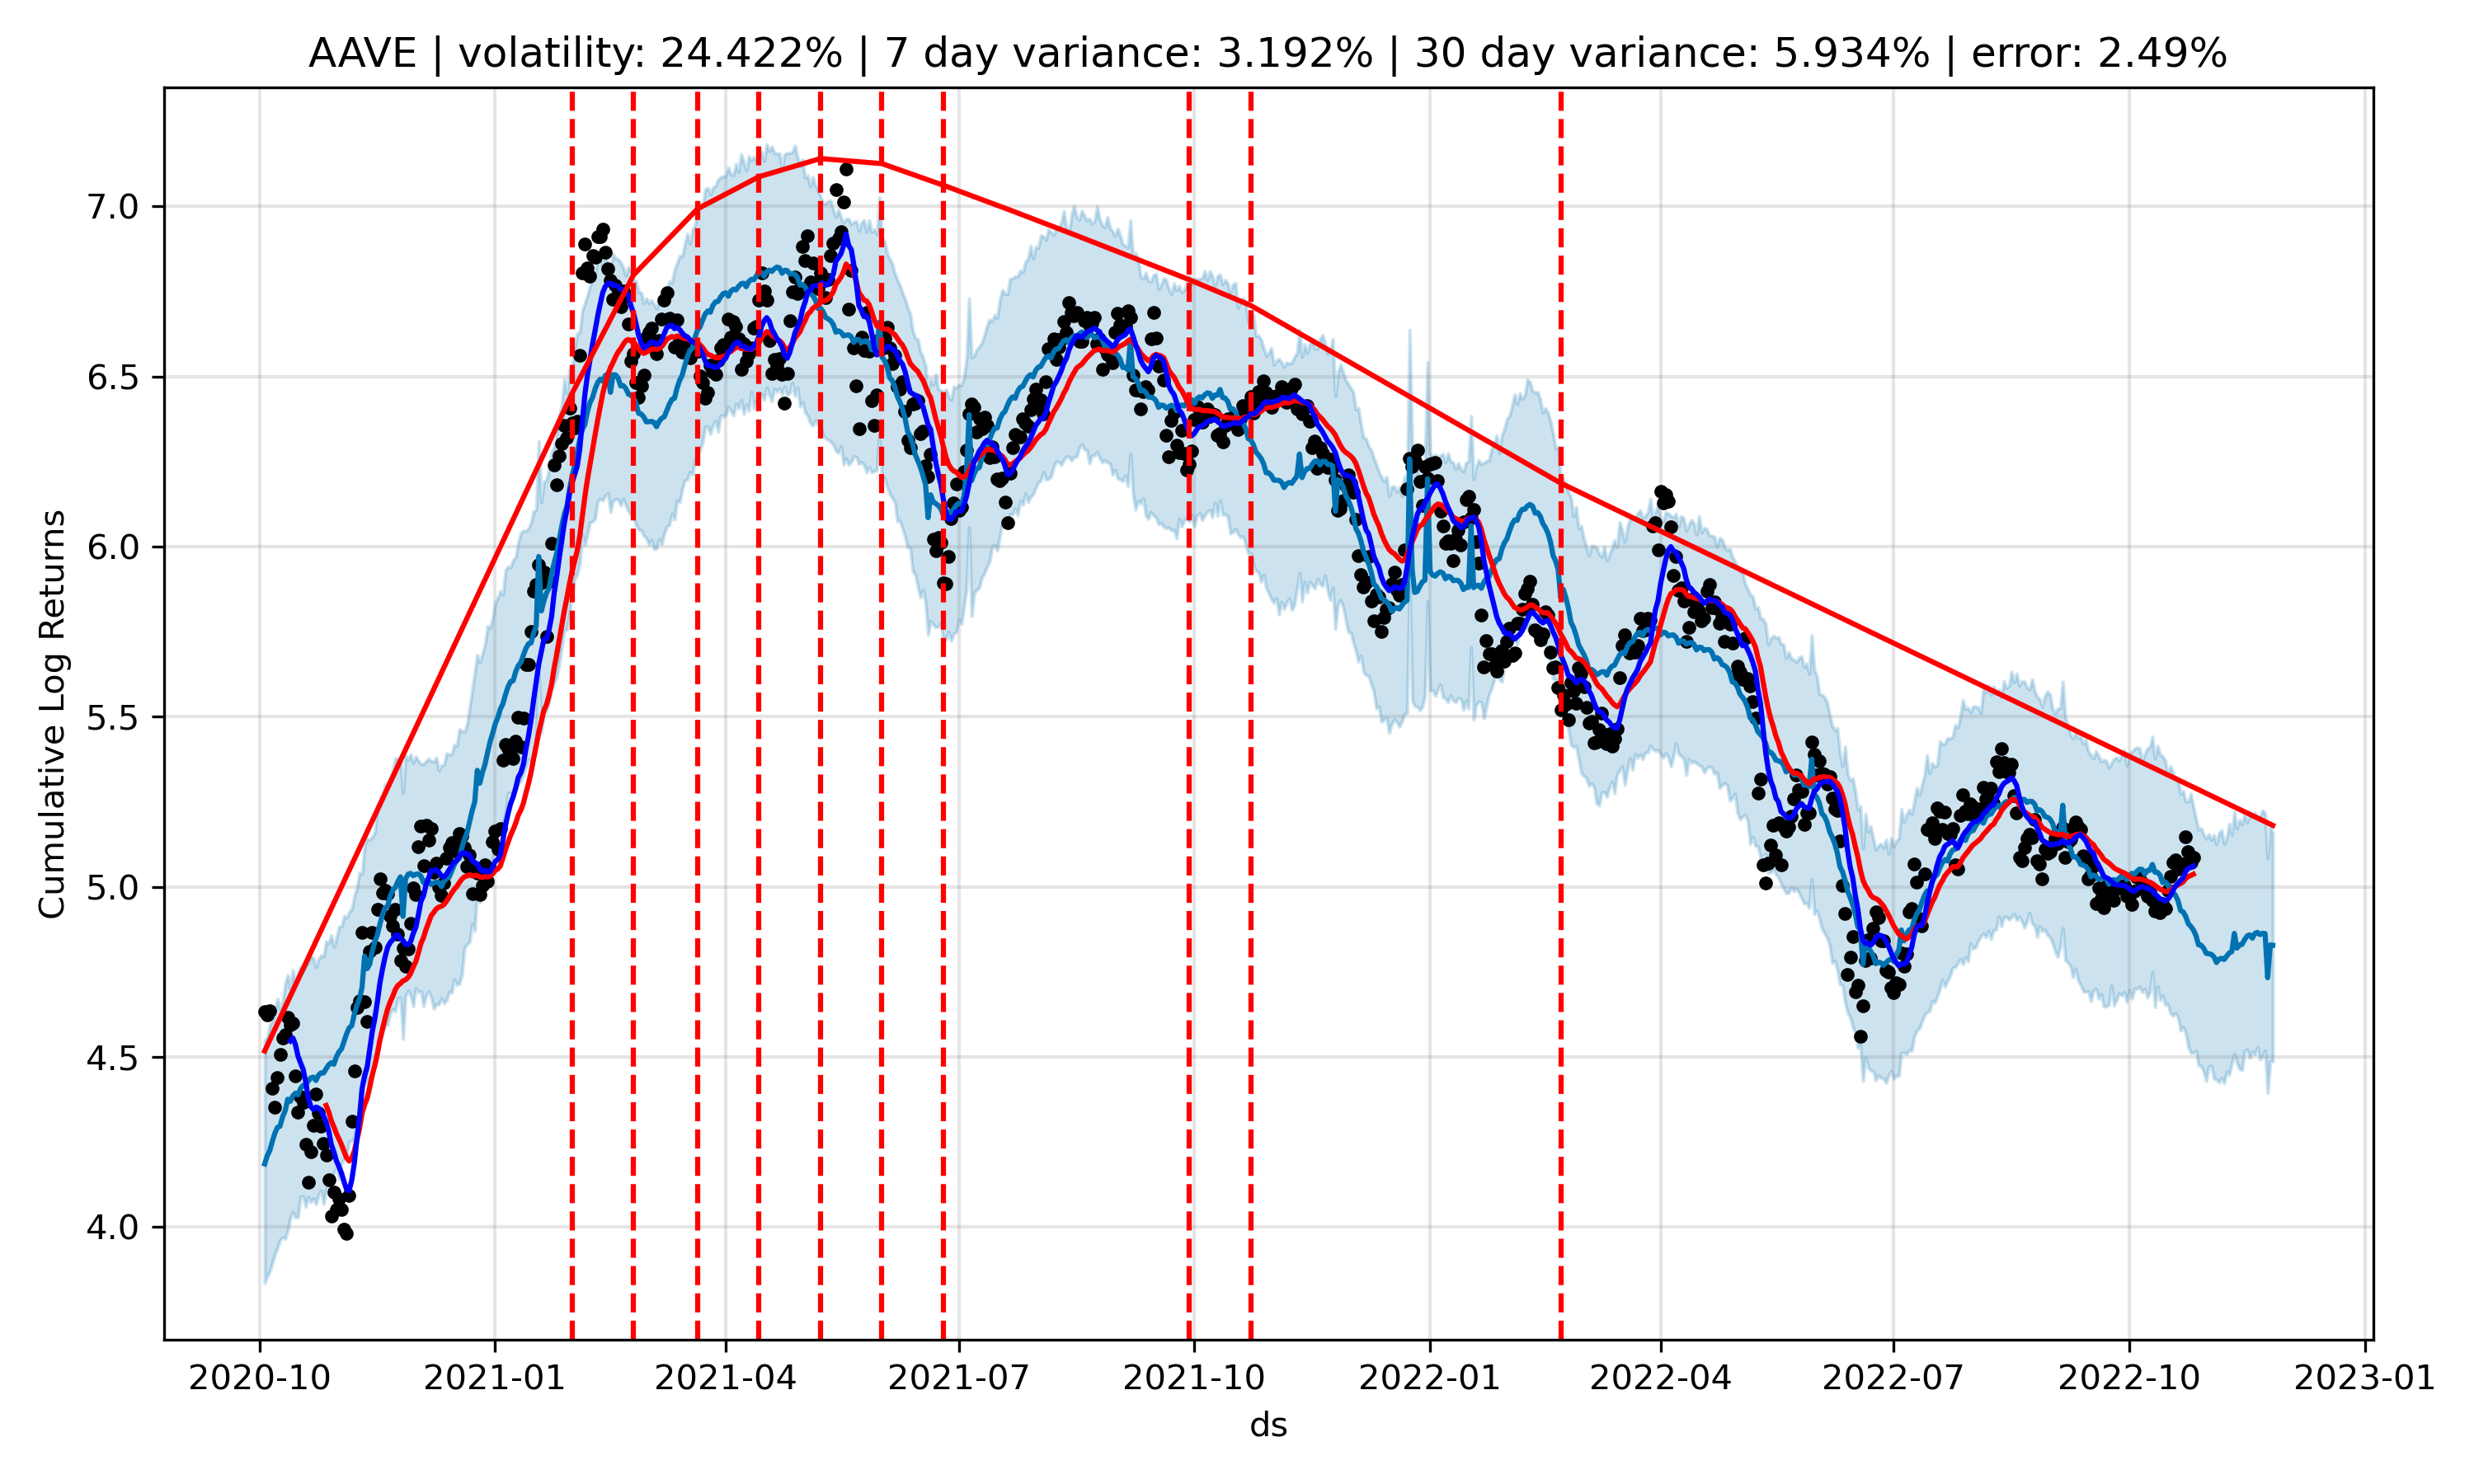 AAVE | volatility: 24.422% | 7 day variance: 3.192% | 30 day variance: 5.934% | error: 2.49%
Cumulative Log Returns
7.0
6.5
6.0
5.5
5.0
4.5
4.0
2020-10 2021-01 2021-04 2021-07 2021-10 2022-01 2022-04 2022-07 2022-10 2023-01
ds